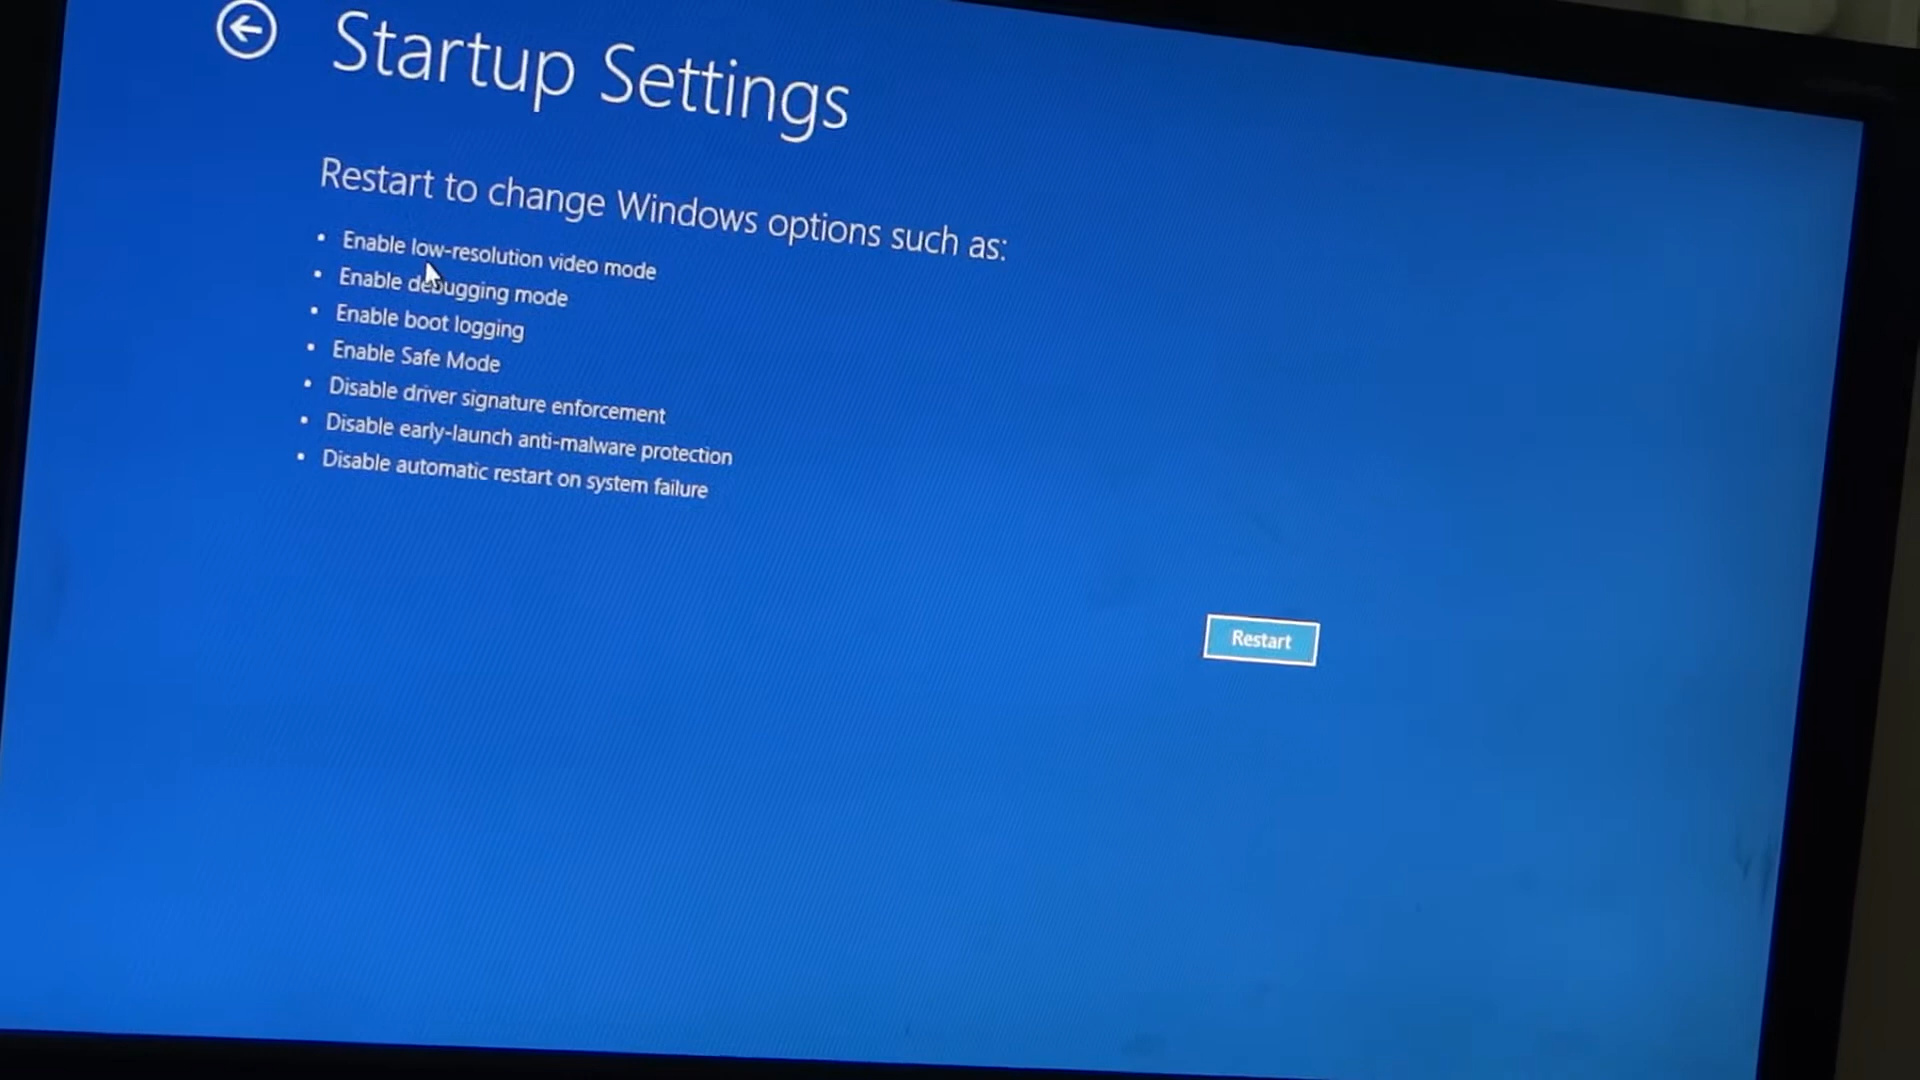 Startup Settings
Restart to change Windows options such as:
• Enable low-resolution video mode
• Enable debugging mode
• Enable boot logging
• Enable Safe Mode
• Disable driver signature enforcement
• Disable early-launch anti-malware protection
• Disable automatic restart on system failure
Restart